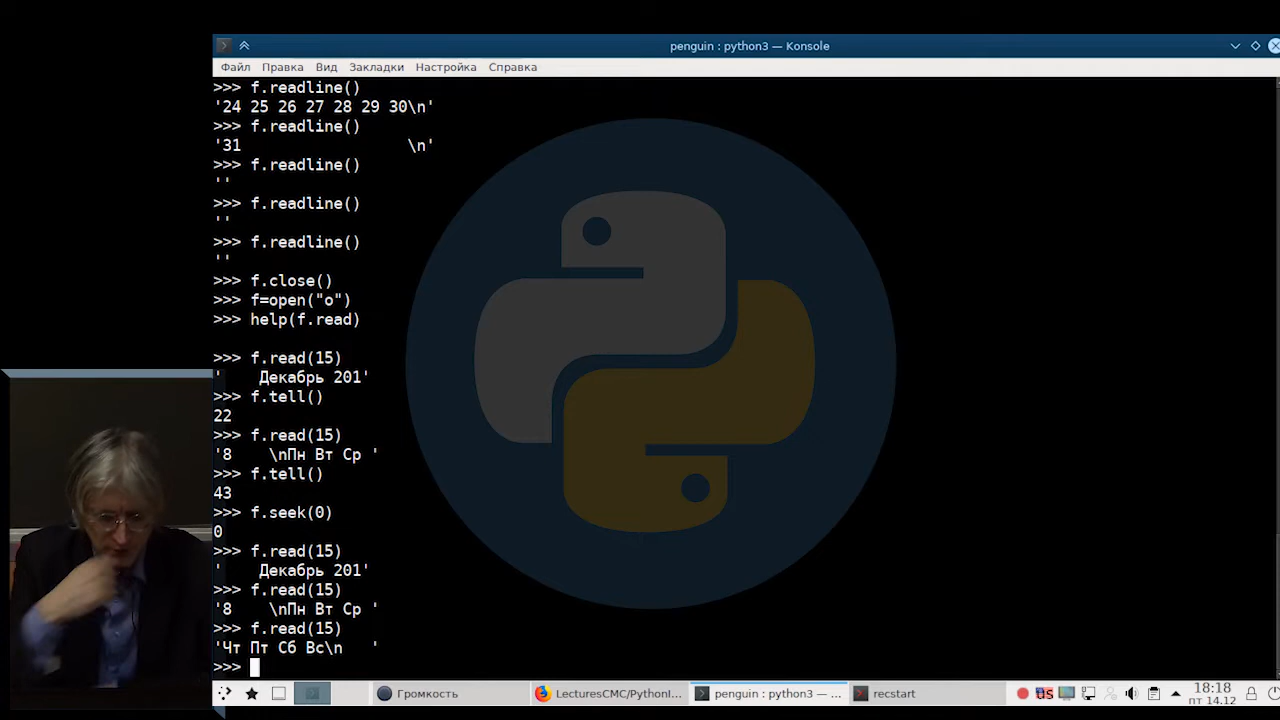 penguin : python3 — Konsole
Файл Правка Вид Закладки Настройка Справка
>>> f.readline()
'24 25 26 27 28 29 30\n'
>>> f.readline()
'31                   \n'
>>> f.readline()
''
>>> f.readline()
''
>>> f.readline()
''
>>> f.close()
>>> f=open("o")
>>> help(f.read)
>>> f.read(15)
'    Декабрь 201'
>>> f.tell()
22
>>> f.read(15)
'8    \nПн Вт Ср '
>>> f.tell()
43
>>> f.seek(0)
0
>>> f.read(15)
'    Декабрь 201'
>>> f.read(15)
'8    \nПн Вт Ср '
>>> f.read(15)
'Чт Пт Сб Вс\n   '
>>>
Громкость LecturesCMC/PythonI... penguin : python3 — ... recstart us 18:18
пт 14.12